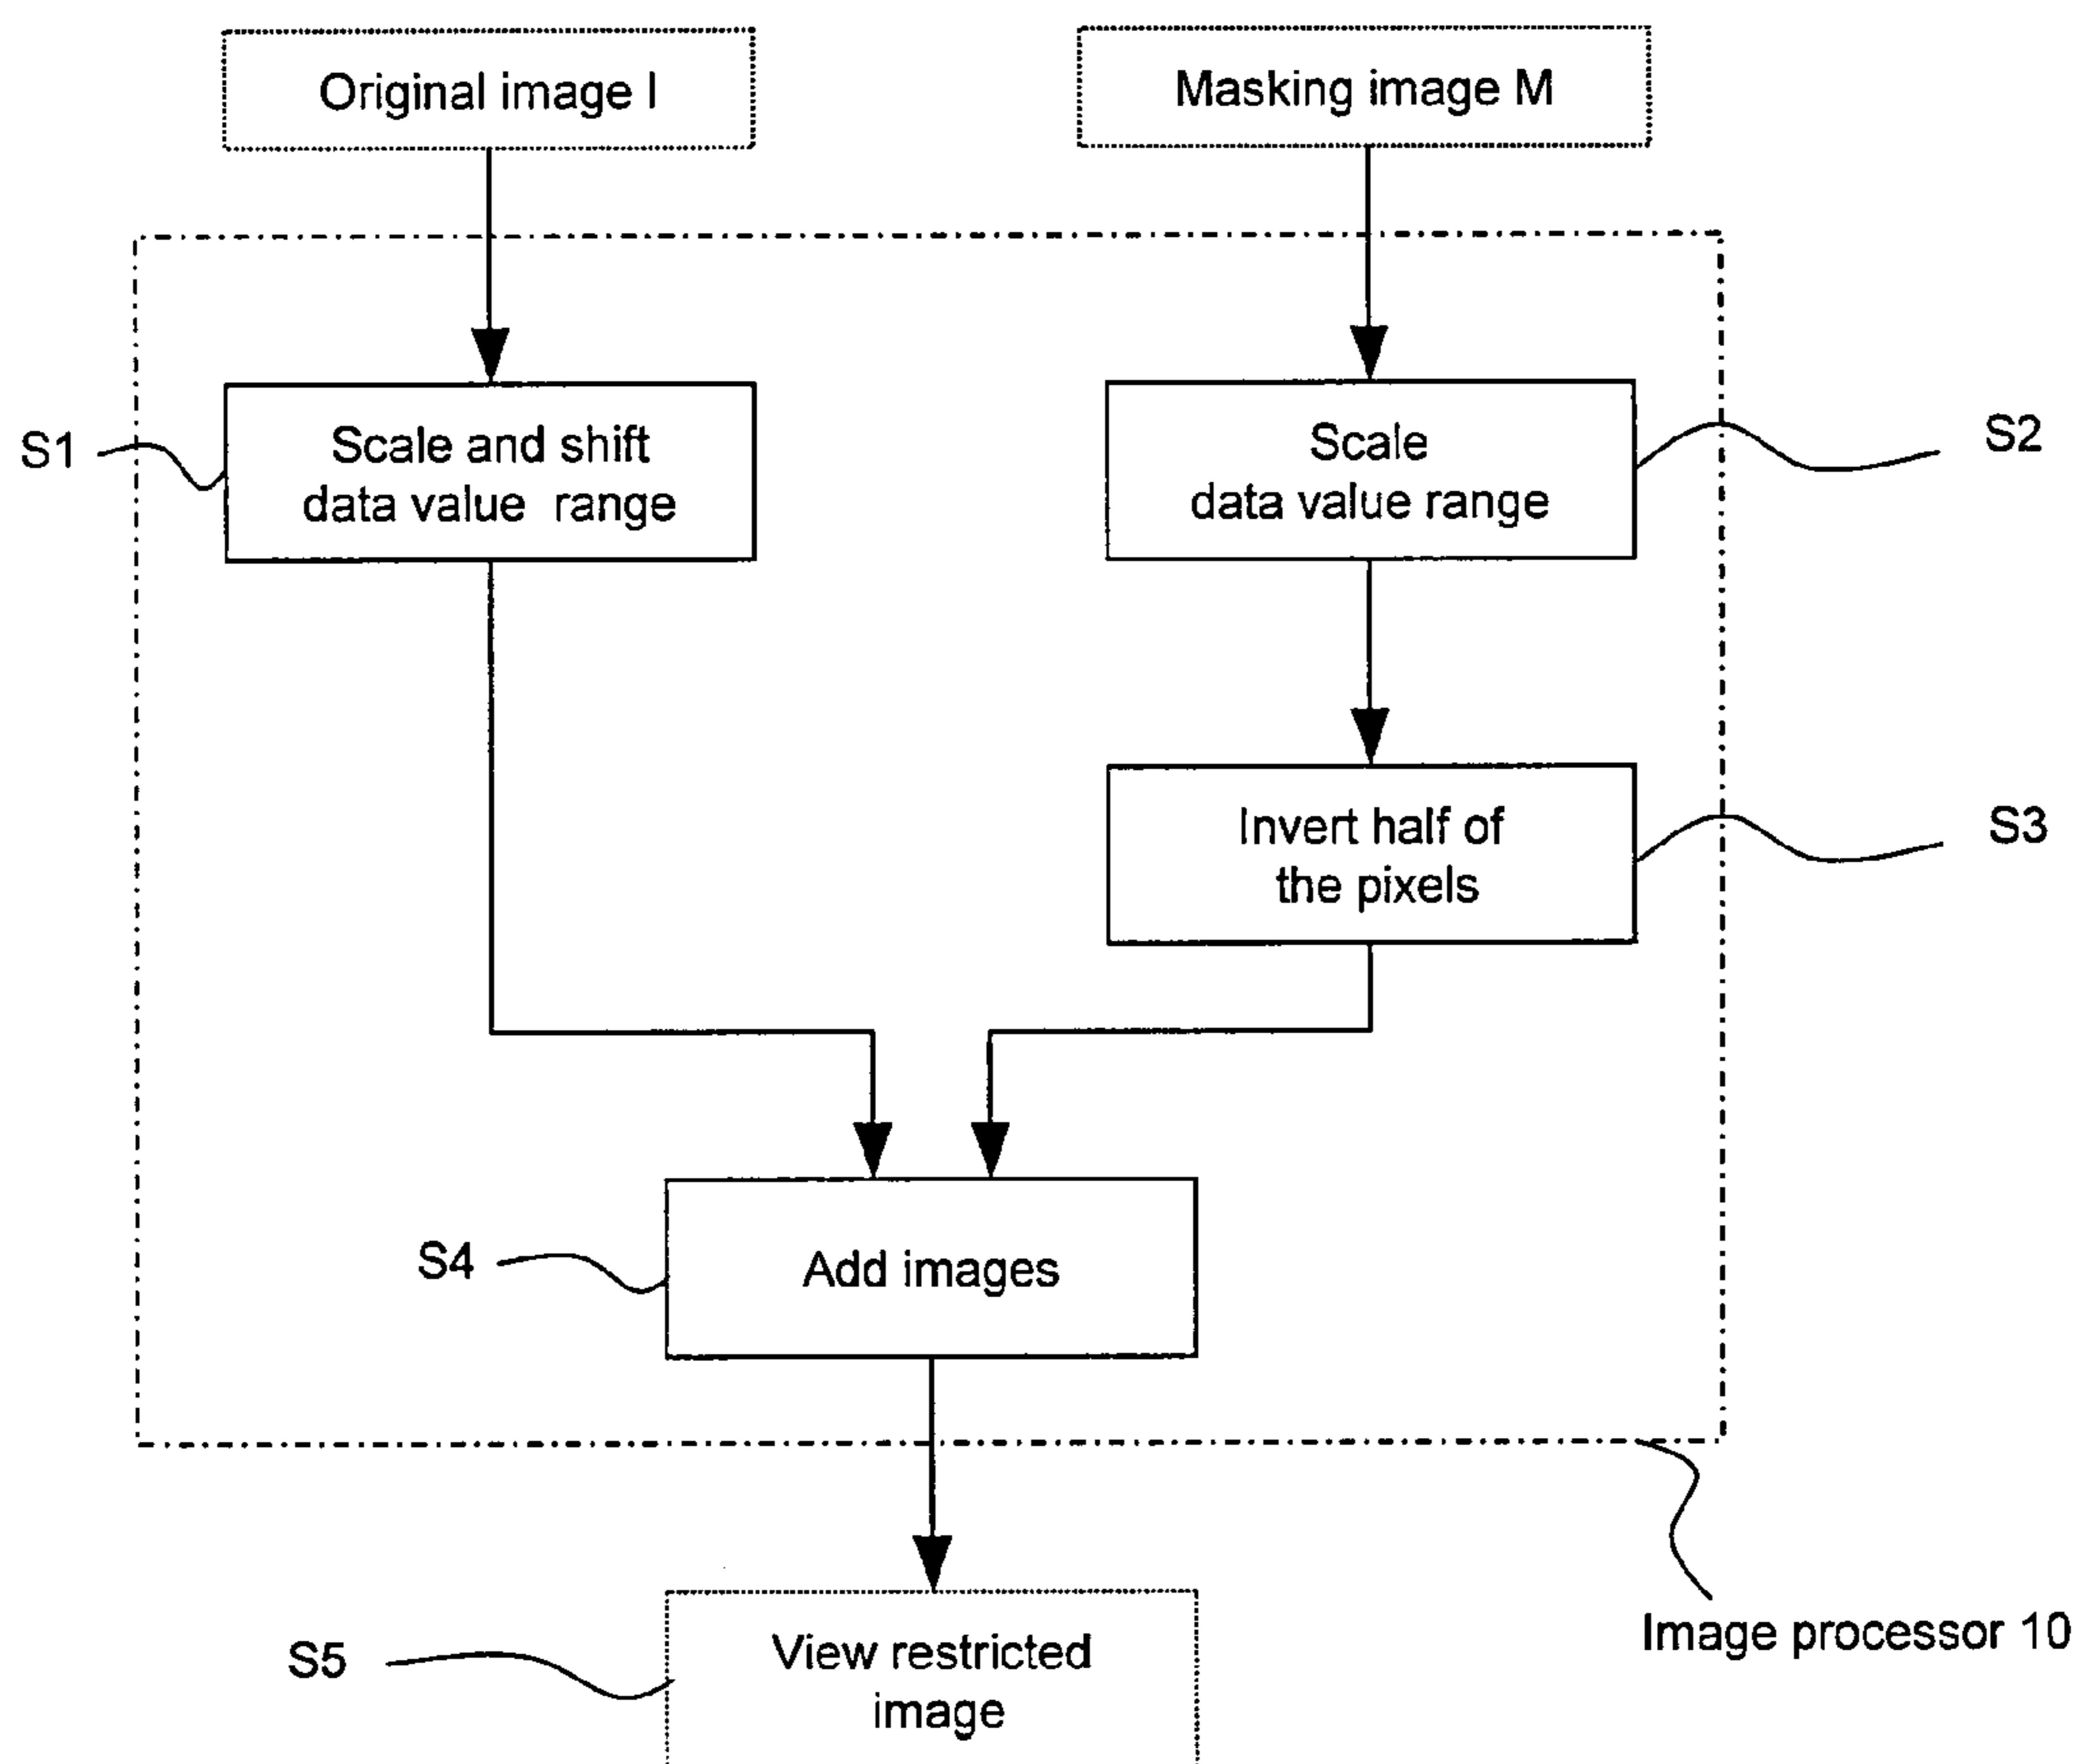 Original image I
Masking image M
S1
Scale and shift
data value range
Scale
data value range
S2
Invert half of
the pixels
S3
S4
Add images
S5
View restricted
image
Image processor 10